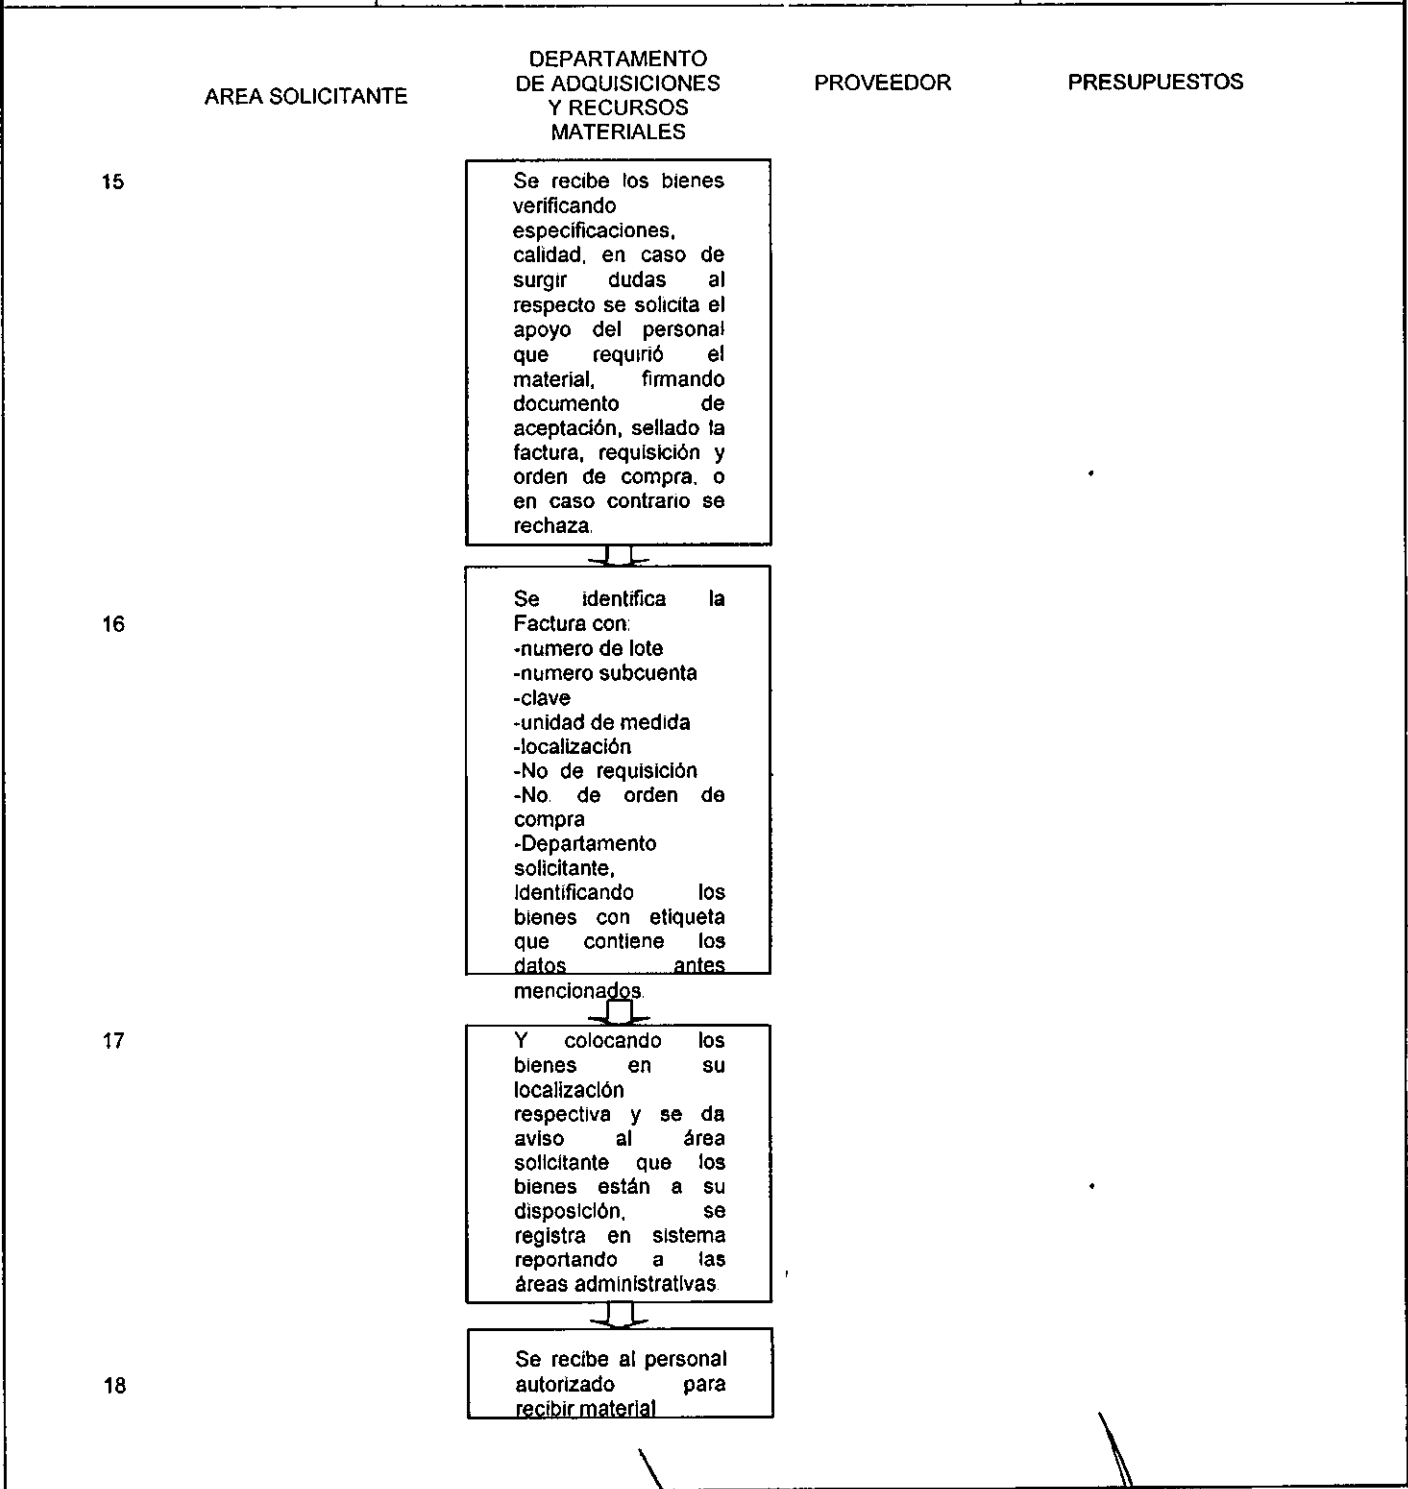 AREA SOLICITANTE
DEPARTAMENTO
DE ADQUISICIONES
Y RECURSOS
MATERIALES
PROVEEDOR
PRESUPUESTOS
15
Se recibe los bienes
verificando
especificaciones,
calidad, en caso de
surgir dudas al
respecto se solicita el
apoyo del personal
que requirió el
material, firmando
documento de
aceptación, sellado la
factura, requisición y
orden de compra, o
en caso contrario se
rechaza.
16
Se identifica la
Factura con:
-numero de lote
-numero subcuenta
-clave
-unidad de medida
-localización
-No de requisición
-No. de orden de
compra
-Departamento
solicitante,
Identificando los
bienes con etiqueta
que contiene los
datos antes
mencionados.
17
Y colocando los
bienes en su
localización
respectiva y se da
aviso al área
solicitante que los
bienes están a su
disposición, se
registra en sistema
reportando a las
áreas administrativas.
18
Se recibe al personal
autorizado para
recibir material